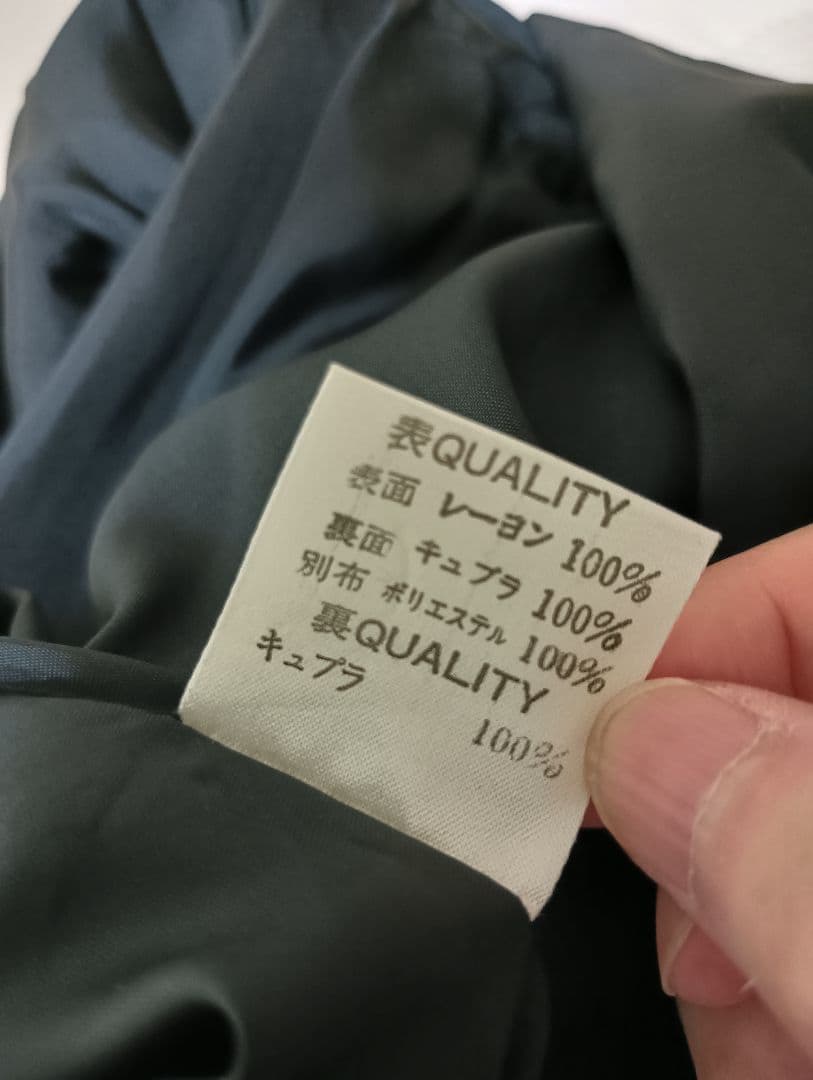 表QUALITY
表面 レーヨン 100%
裏面 キュプラ 100%
別布 ポリエステル 100%
裏QUALITY
キュプラ 100%